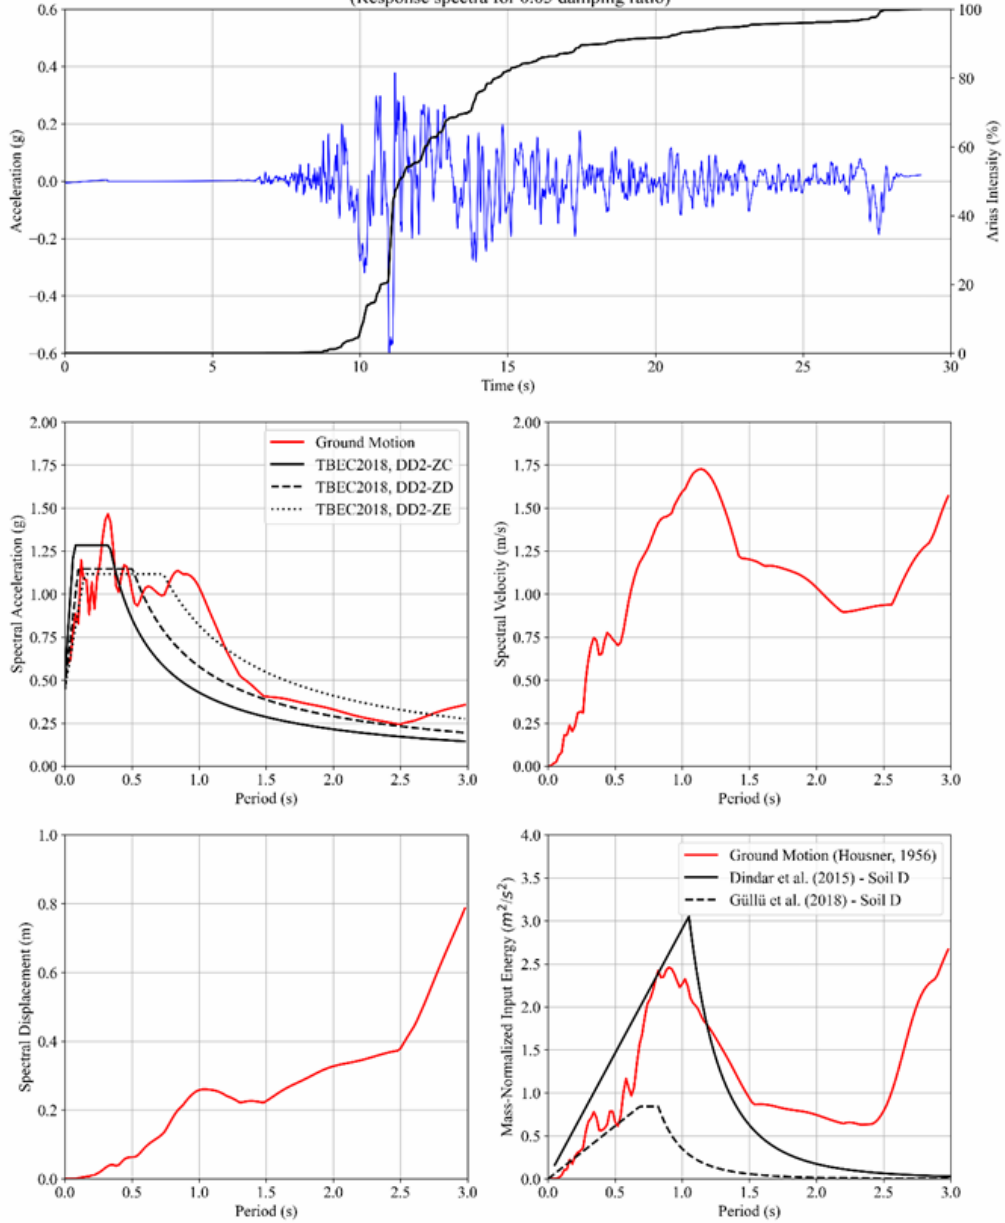 (Response spectra for 0.05 damping ratio)
0.6
0.4
0.2
0.0
−0.2
−0.4
−0.6
Acceleration (g)
100
80
60
40
20
0
Arias Intensity (%)
0 5 10 15 20 25 30
Time (s)
2.00
1.75
1.50
1.25
1.00
0.75
0.50
0.25
0.00
Spectral Acceleration (g)
Ground Motion
TBEC2018, DD2-ZC
TBEC2018, DD2-ZD
TBEC2018, DD2-ZE
0.0 0.5 1.0 1.5 2.0 2.5 3.0
Period (s)
2.00
1.75
1.50
1.25
1.00
0.75
0.50
0.25
0.00
Spectral Velocity (m/s)
0.0 0.5 1.0 1.5 2.0 2.5 3.0
Period (s)
1.0
0.8
0.6
0.4
0.2
0.0
Spectral Displacement (m)
0.0 0.5 1.0 1.5 2.0 2.5 3.0
Period (s)
4.0
3.5
3.0
2.5
2.0
1.5
1.0
0.5
0.0
Mass-Normalized Input Energy (m²/s²)
Ground Motion (Housner, 1956)
Dindar et al. (2015) - Soil D
Güllü et al. (2018) - Soil D
0.0 0.5 1.0 1.5 2.0 2.5 3.0
Period (s)